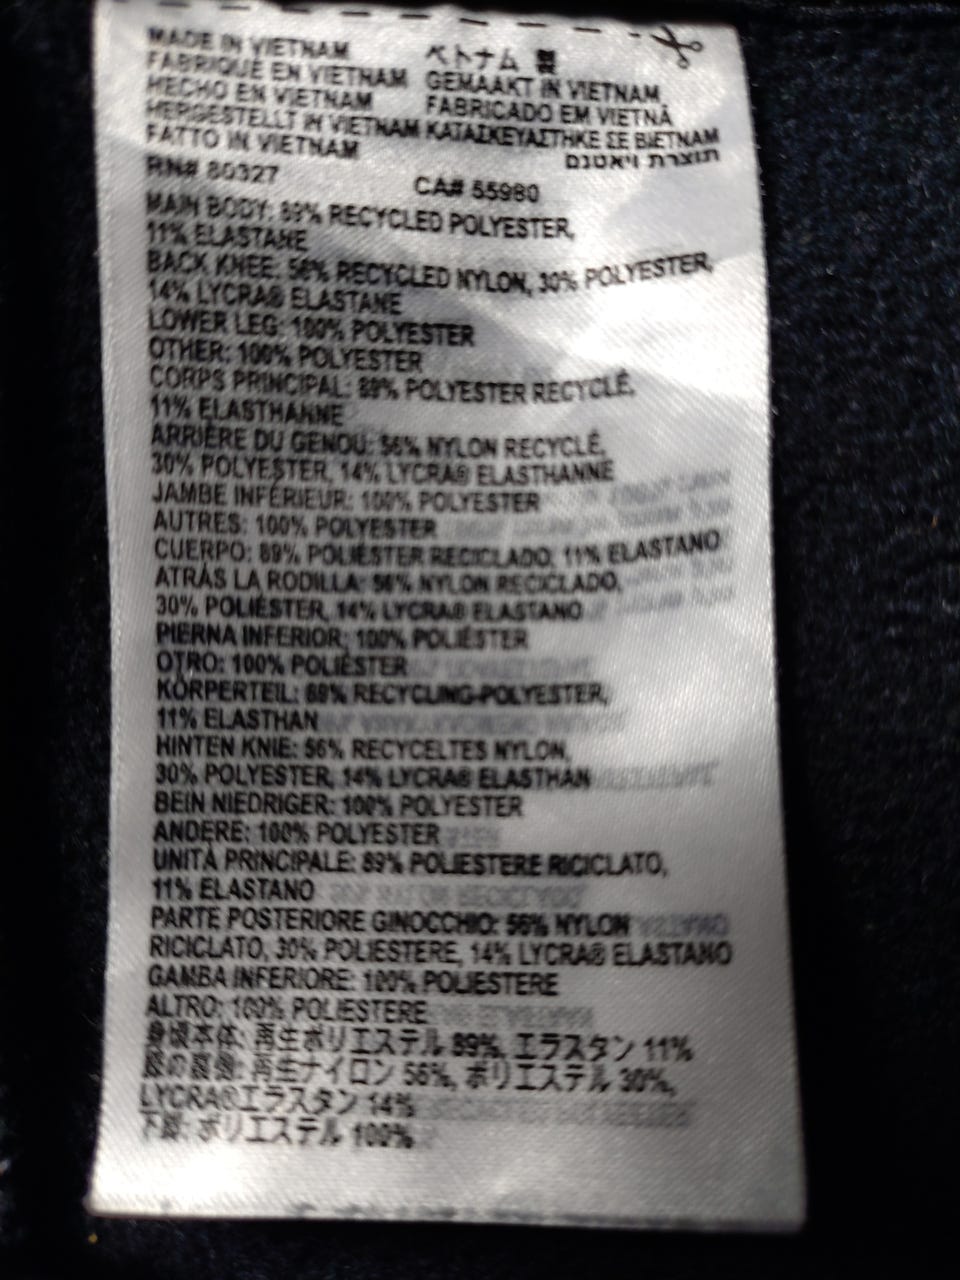 MADE IN VIETNAM ベトナム 製
FABRIQUÉ EN VIETNAM GEMAAKT IN VIETNAM
HECHO EN VIETNAM FABRICADO EM VIETNÃ
HERGESTELLT IN VIETNAM ΚΑΤΑΣΚΕΥΑΣΤΗΚΕ ΣΕ ΒΙΕΤΝΑΜ
FATTO IN VIETNAM תוצרת ויאטנם
RN# 80327 CA# 55980
MAIN BODY: 89% RECYCLED POLYESTER,
11% ELASTANE
BACK KNEE: 56% RECYCLED NYLON, 30% POLYESTER,
14% LYCRA® ELASTANE
LOWER LEG: 100% POLYESTER
OTHER: 100% POLYESTER
CORPS PRINCIPAL: 89% POLYESTER RECYCLÉ,
11% ELASTHANNE
ARRIÈRE DU GENOU: 56% NYLON RECYCLÉ,
30% POLYESTER, 14% LYCRA® ELASTHANNE
JAMBE INFÉRIEUR: 100% POLYESTER
AUTRES: 100% POLYESTER
CUERPO: 89% POLIÉSTER RECICLADO, 11% ELASTANO
ATRÁS LA RODILLA: 56% NYLON RECICLADO,
30% POLIÉSTER, 14% LYCRA® ELASTANO
PIERNA INFERIOR: 100% POLIÉSTER
OTRO: 100% POLIÉSTER
KÖRPERTEIL: 89% RECYCLING-POLYESTER,
11% ELASTHAN
HINTEN KNIE: 56% RECYCELTES NYLON,
30% POLYESTER, 14% LYCRA® ELASTHAN
BEIN NIEDRIGER: 100% POLYESTER
ANDERE: 100% POLYESTER
UNITÀ PRINCIPALE: 89% POLIESTERE RICICLATO,
11% ELASTANO
PARTE POSTERIORE GINOCCHIO: 56% NYLON
RICICLATO, 30% POLIESTERE, 14% LYCRA® ELASTANO
GAMBA INFERIORE: 100% POLIESTERE
ALTRO: 100% POLIESTERE
身頃本体: 再生ポリエステル 89%, エラスタン 11%
再生ナイロン 56%, ポリエステル 30%,
LYCRA®エラスタン 14%
ポリエステル 100%